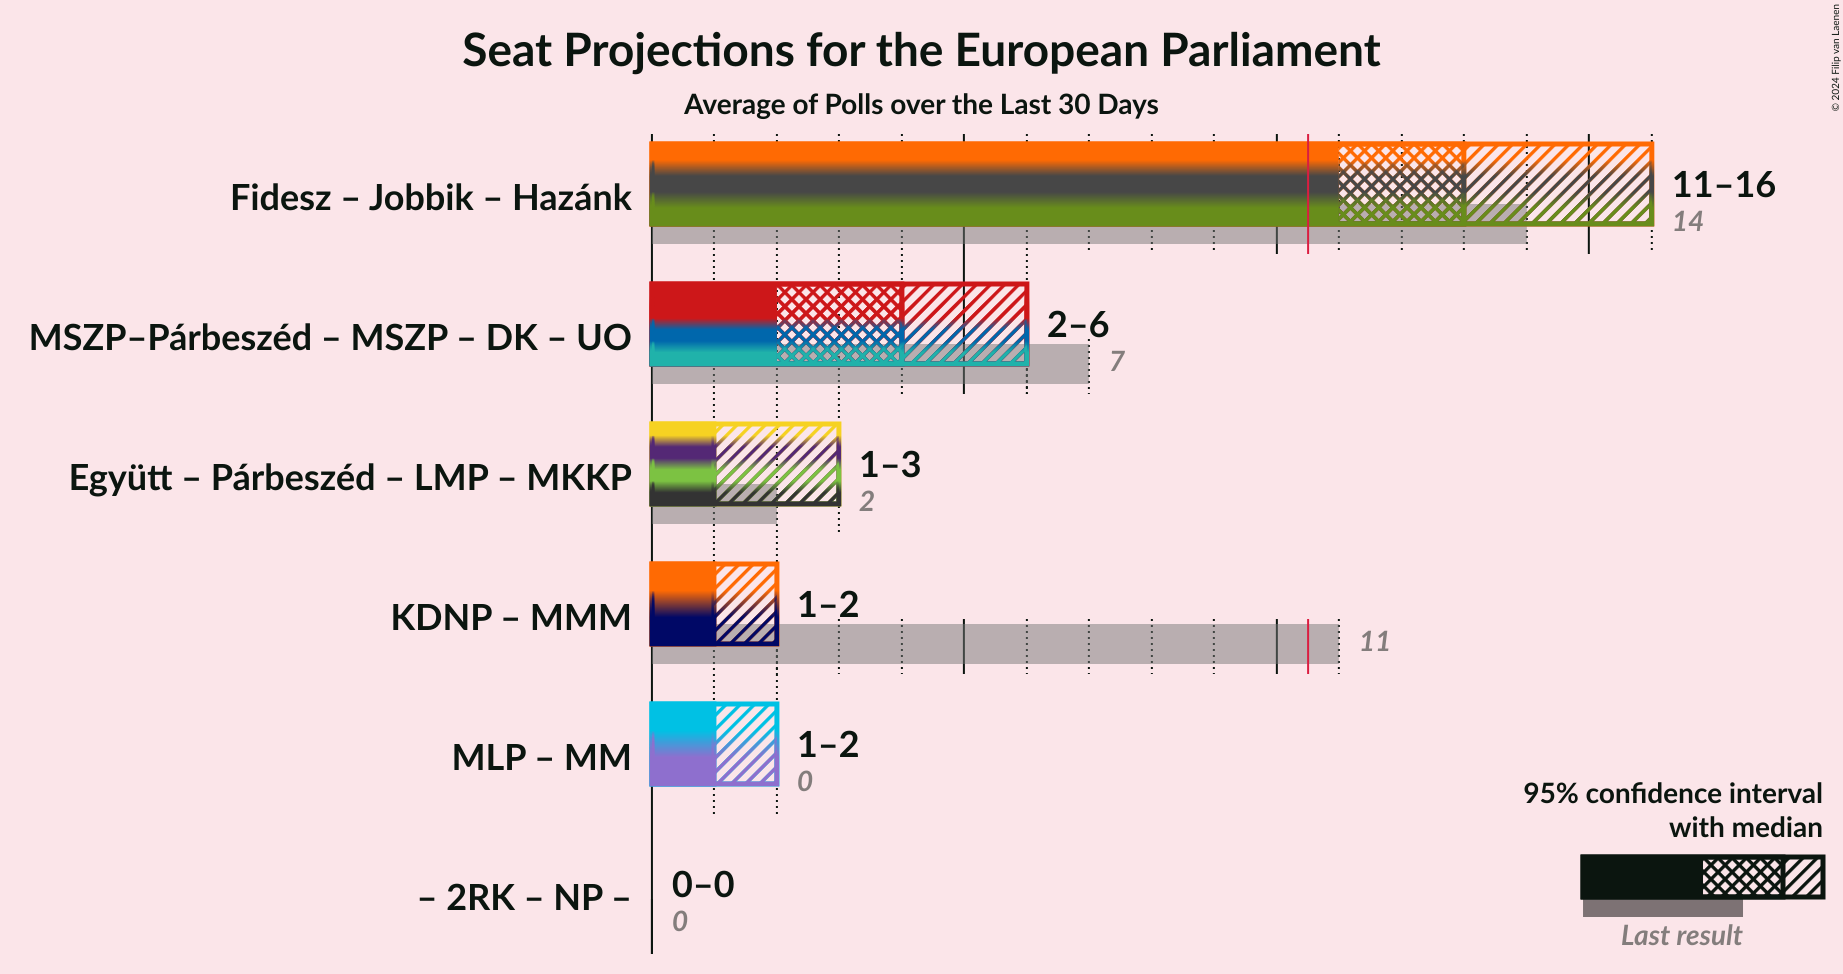 Seat Projections for the European Parliament
Average of Polls over the Last 30 Days
© 2024 Filip van Laenen
Fidesz – Jobbik – Hazánk
11–16
14
MSZP–Párbeszéd – MSZP – DK – UO
2–6
7
Együtt – Párbeszéd – LMP – MKKP
1–3
2
KDNP – MMM
1–2
11
MLP – MM
1–2
0
– 2RK – NP –
0–0
0
95% confidence interval
with median
Last result